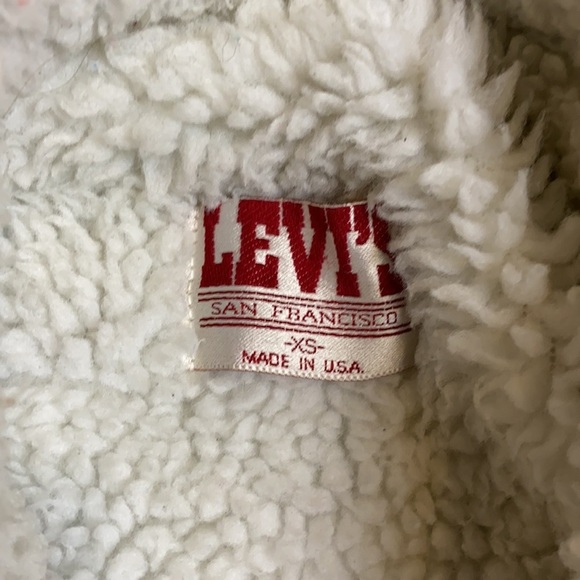 LEVI'S
SAN FRANCISCO
-XS-
MADE IN U.S.A.